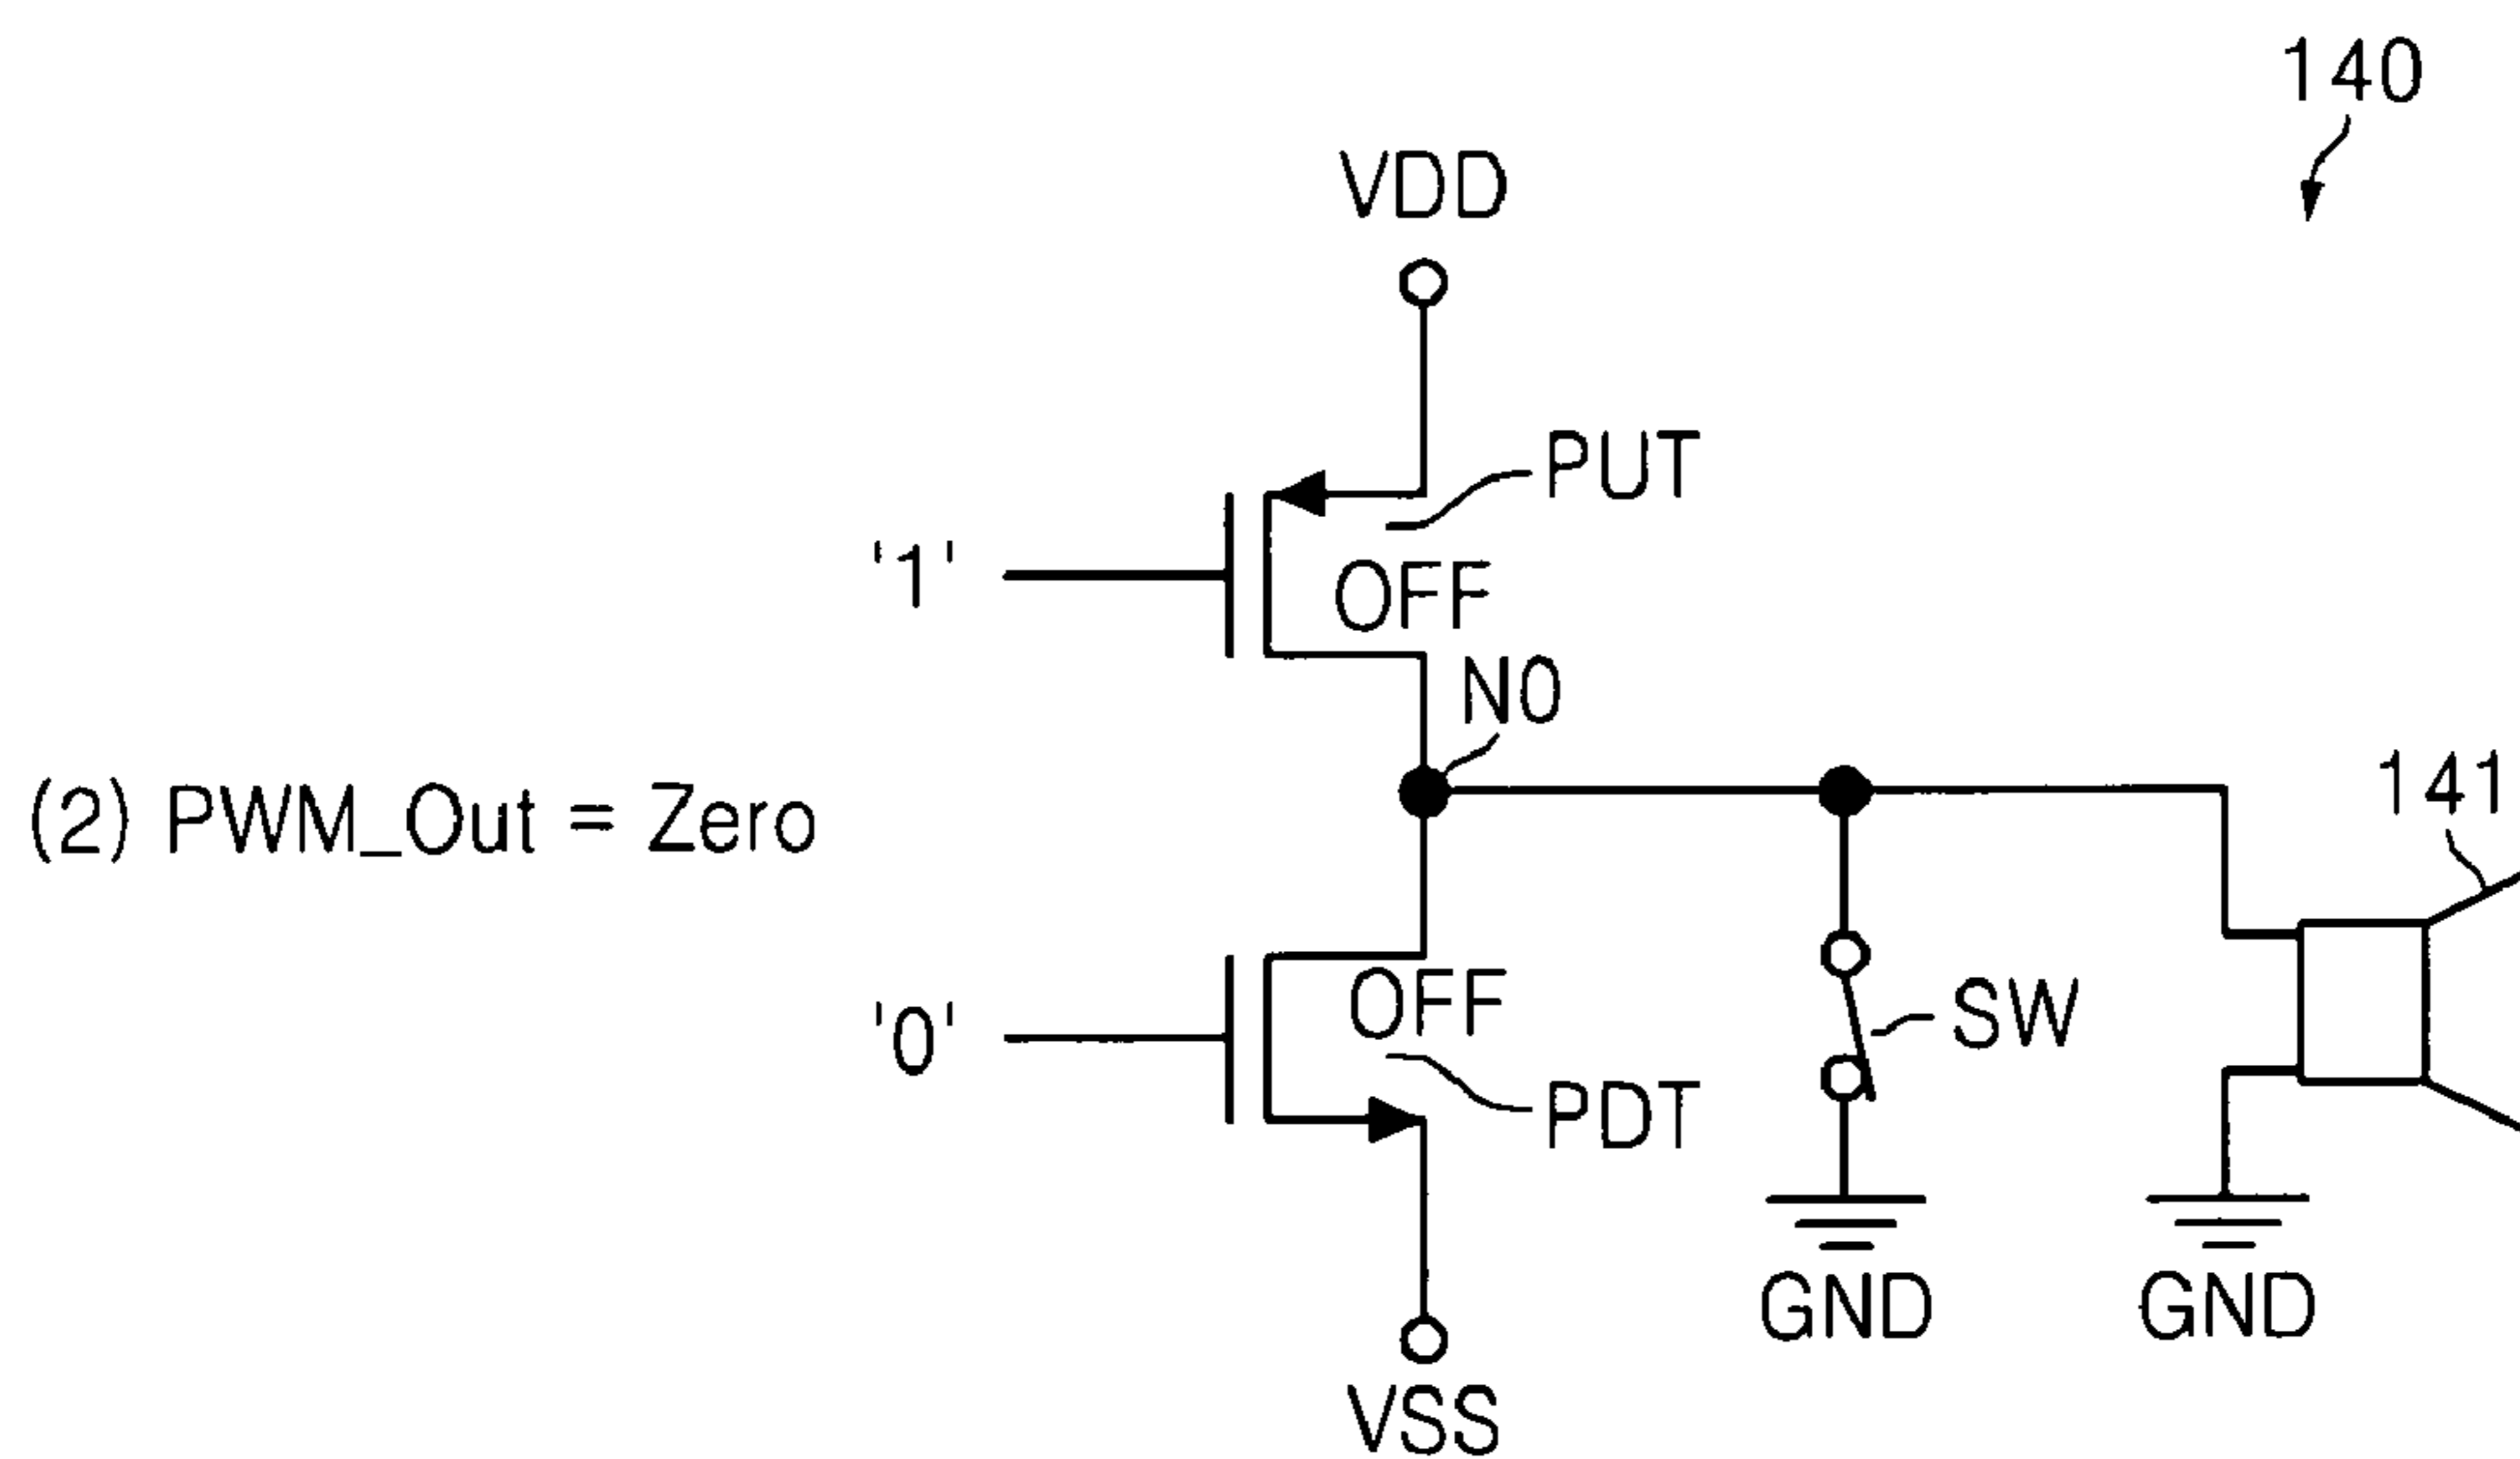 140
VDD
PUT
'1'
OFF
N0
(2) PWM_Out = Zero
141
OFF
'0'
SW
PDT
GND
GND
VSS